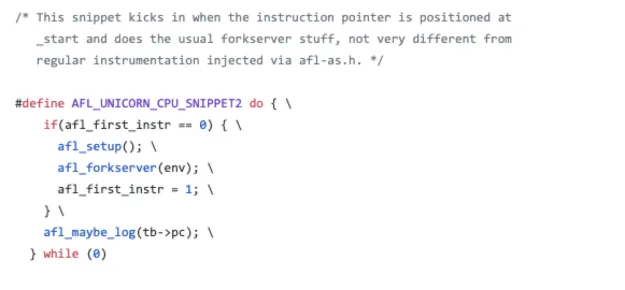 /* This snippet kicks in when the instruction pointer is positioned at
_start and does the usual forkserver stuff, not very different from
regular instrumentation injected via afl-as.h. */
#define AFL_UNICORN_CPU_SNIPPET2 do { \
if(afl_first_instr == 0) { \
afl_setup(); \
afl_forkserver(env); \
afl_first_instr = 1; \
} \
afl_maybe_log(tb->pc); \
} while (0)